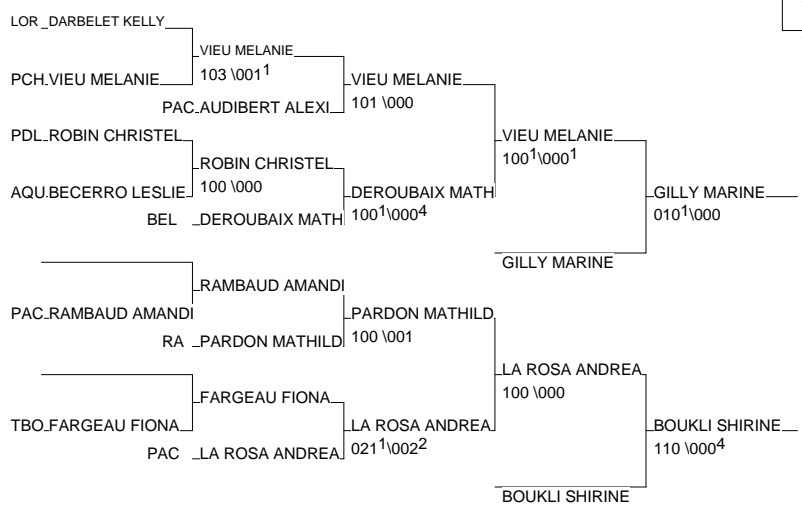 LOR DARBELET KELLY
VIEU MELANIE
103 \001¹
PCH VIEU MELANIE
VIEU MELANIE
101 \000
PAC AUDIBERT ALEXI
PDL ROBIN CHRISTEL
VIEU MELANIE
100¹\000¹
ROBIN CHRISTEL
100 \000
AQU BECERRO LESLIE
DEROUBAIX MATH
100¹\000⁴
GILLY MARINE
010¹\000
BEL DEROUBAIX MATH
GILLY MARINE
RAMBAUD AMANDI
PAC RAMBAUD AMANDI
PARDON MATHILD
100 \001
RA PARDON MATHILD
LA ROSA ANDREA
100 \000
FARGEAU FIONA
TBO FARGEAU FIONA
LA ROSA ANDREA
021¹\002²
BOUKLI SHIRINE
110 \000⁴
PAC LA ROSA ANDREA
BOUKLI SHIRINE